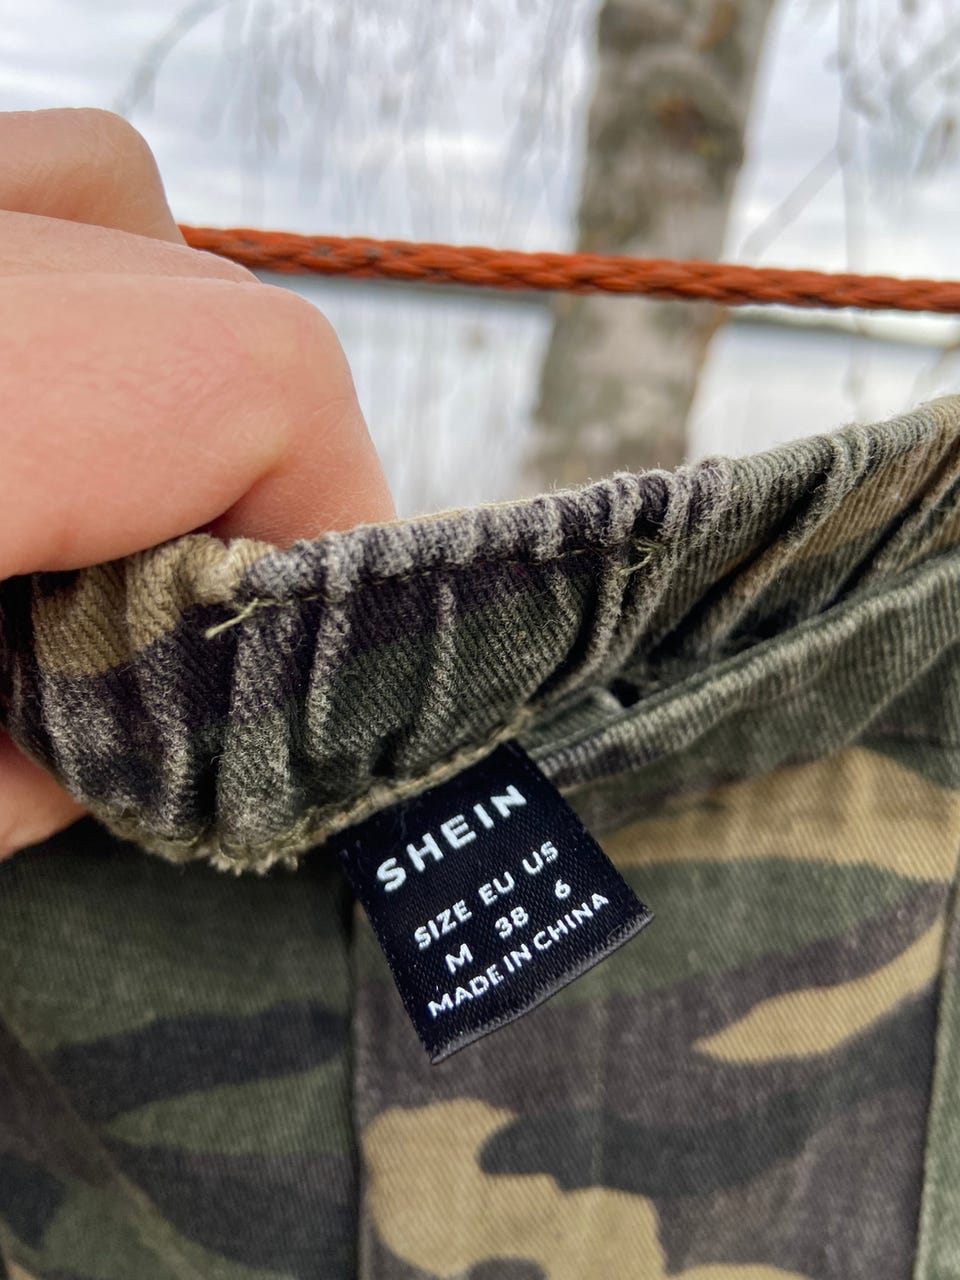 SHEIN
SIZE EU US
M 38 6
MADE IN CHINA